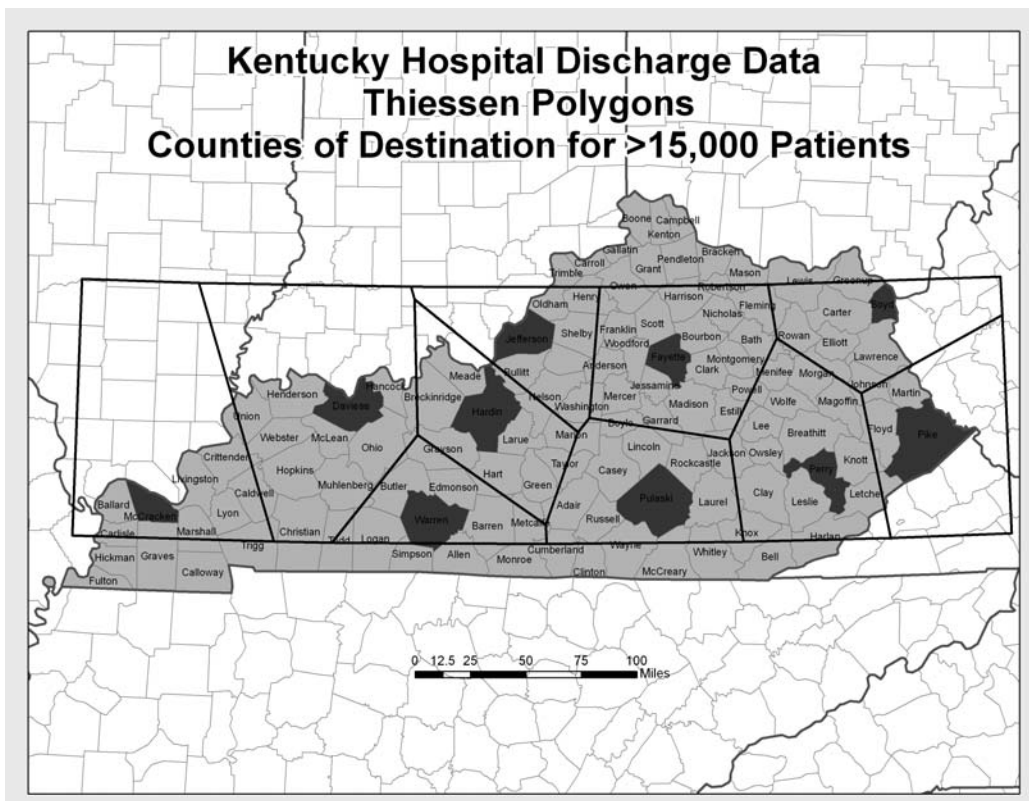 Kentucky Hospital Discharge Data
Thiessen Polygons
Counties of Destination for >15,000 Patients
Boone Campbell
Kenton
Gallatin
Bracken
Carroll
Pendleton
Grant
Trimble
Mason
Owen
Robertson
Lewis
Greenup
Henry
Harrison
Oldham
Fleming
Boyd
Nicholas
Carter
Jefferson
Shelby
Franklin
Scott
Bourbon
Bath
Rowan
Elliott
Woodford
Fayette
Montgomery
Lawrence
Meade
Bullitt
Anderson
Clark
Menifee
Morgan
Hancock
Jessamine
Powell
Johnson
Martin
Henderson
Breckinridge
Nelson
Mercer
Wolfe
Magoffin
Daviess
Hardin
Washington
Madison
Estill
Union
Boyle
Garrard
Lee
Floyd
Pike
Webster
McLean
Larue
Marion
Breathitt
Ohio
Grayson
Lincoln
Jackson
Owsley
Crittenden
Taylor
Rockcastle
Knott
Hopkins
Hart
Casey
Perry
Livingston
Muhlenberg
Butler
Edmonson
Green
Pulaski
Clay
Letcher
Caldwell
Leslie
Ballard
Adair
Laurel
McCracken
Lyon
Warren
Russell
Barren
Metcalfe
Carlisle
Marshall
Christian
Todd
Logan
Knox
Harlan
Trigg
Cumberland
Wayne
Hickman
Graves
Simpson
Allen
Monroe
Whitley
Bell
Calloway
Clinton
McCreary
Fulton
0 12.5 25 50 75 100
Miles